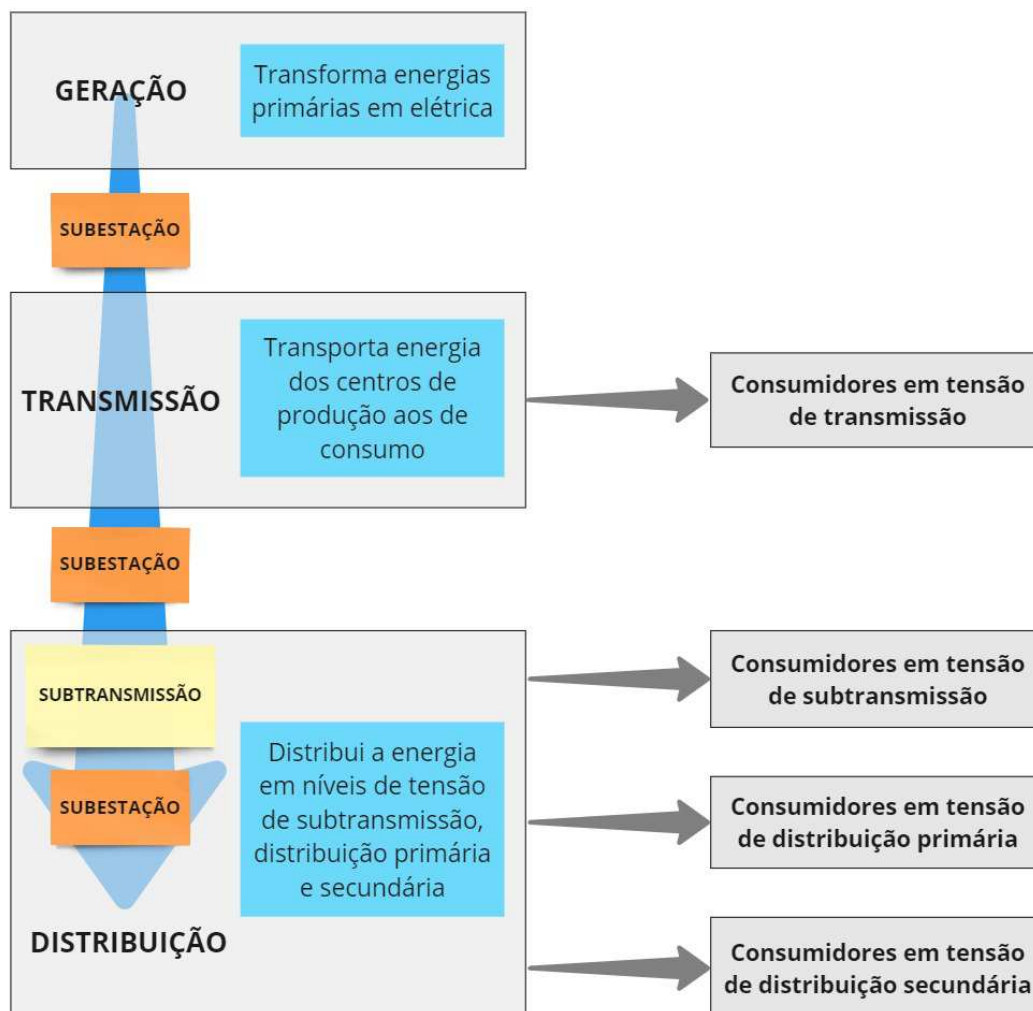 GERAÇÃO
Transforma energias
primárias em elétrica
SUBESTAÇÃO
TRANSMISSÃO
Transporta energia
dos centros de
produção aos de
consumo
Consumidores em tensão
de transmissão
SUBESTAÇÃO
SUBTRANSMISSÃO
SUBESTAÇÃO
DISTRIBUIÇÃO
Distribui a energia
em níveis de tensão
de subtransmissão,
distribuição primária
e secundária
Consumidores em tensão
de subtransmissão
Consumidores em tensão
de distribuição primária
Consumidores em tensão
de distribuição secundária